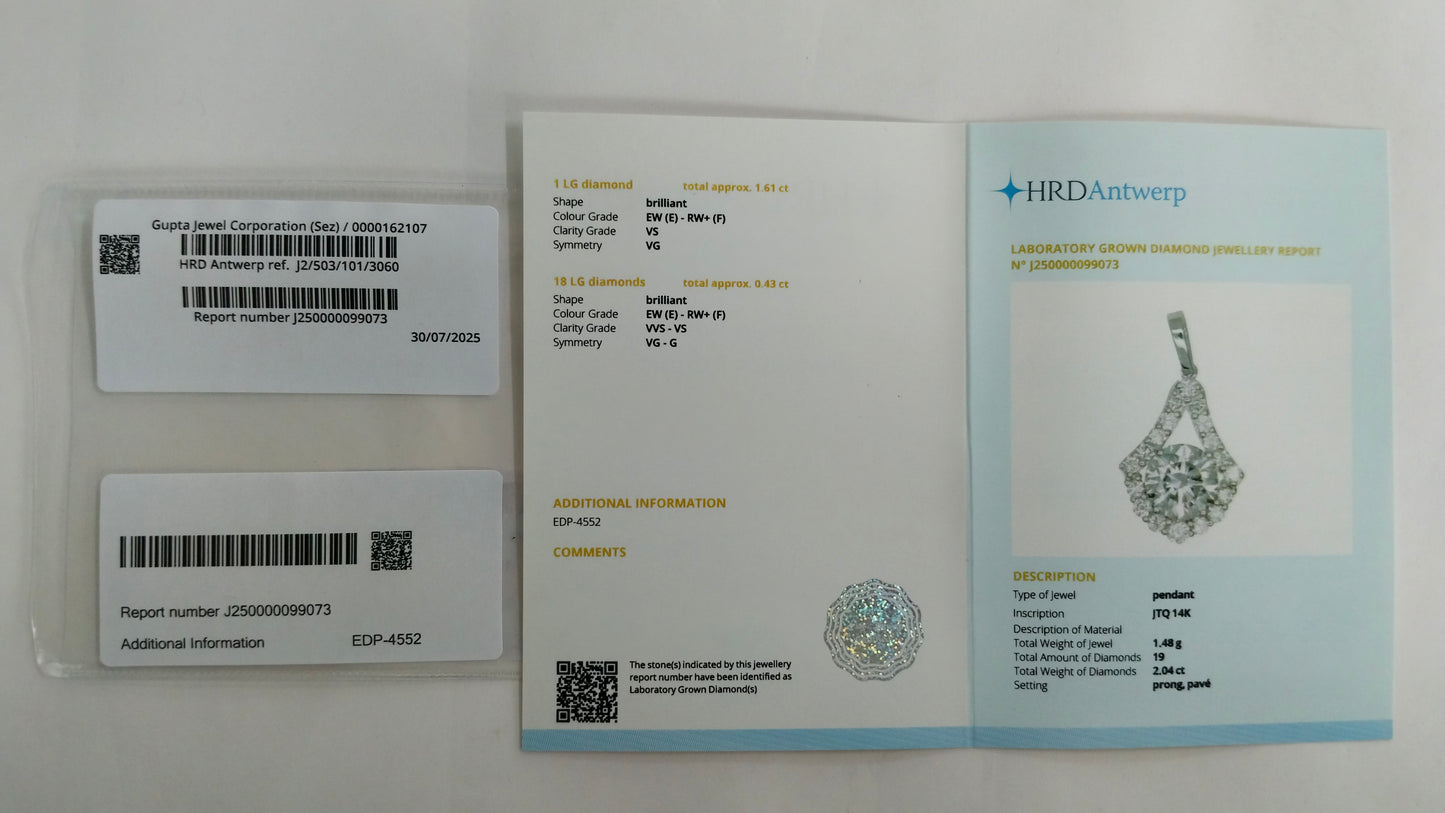 Gupta Jewel Corporation (Sez) / 0000162107
HRD Antwerp ref. J2/503/101/3060
Report number J250000099073
30/07/2025
Report number J250000099073
Additional Information EDP-4552
1 LG diamond total approx. 1.61 ct
Shape brilliant
Colour Grade EW (E) - RW+ (F)
Clarity Grade VS
Symmetry VG
18 LG diamonds total approx. 0.43 ct
Shape brilliant
Colour Grade EW (E) - RW+ (F)
Clarity Grade VVS - VS
Symmetry VG - G
ADDITIONAL INFORMATION
EDP-4552
COMMENTS
The stone(s) indicated by this jewellery
report number have been identified as
Laboratory Grown Diamond(s)
HRDAntwerp
LABORATORY GROWN DIAMOND JEWELLERY REPORT
N° J250000099073
DESCRIPTION
Type of Jewel pendant
Inscription JTQ 14K
Description of Material
Total Weight of Jewel 1.48 g
Total Amount of Diamonds 19
Total Weight of Diamonds 2.04 ct
Setting prong, pavé